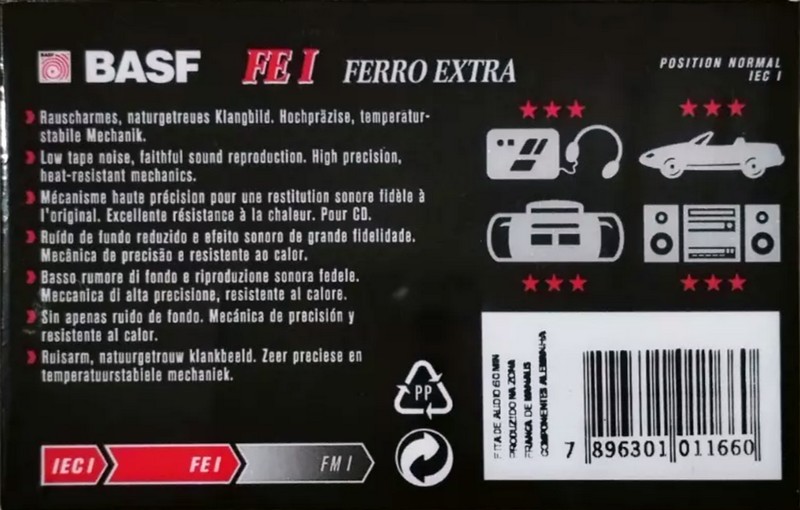 BASF
BASF FE I FERRO EXTRA
POSITION NORMAL
IEC I
Rauscharmes, naturgetreues Klangbild. Hochpräzise, temperatur-
stabile Mechanik.
Low tape noise, faithful sound reproduction. High precision,
heat-resistant mechanics.
Mécanisme haute précision pour une restitution sonore fidèle à
l'original. Excellente résistance à la chaleur. Pour CD.
Ruído de fundo reduzido e efeito sonoro de grande fidelidade.
Mecânica de precisão e resistente ao calor.
Basso rumore di fondo e riproduzione sonora fedele.
Meccanica di alta precisione, resistente al calore.
Sin apenas ruido de fondo. Mecánica de precisión y
resistente al calor.
Ruisarm, natuurgetrouw klankbeeld. Zeer preciese en
temperatuurstabiele mechaniek.
PP
IEC I
FE I
FM I
FITA DE AUDIO 60 MIN
PRODUZIDO NA ZONA
FRANCA DE MANAUS
COMPONENTES ALEMANHA
7 896301 011660